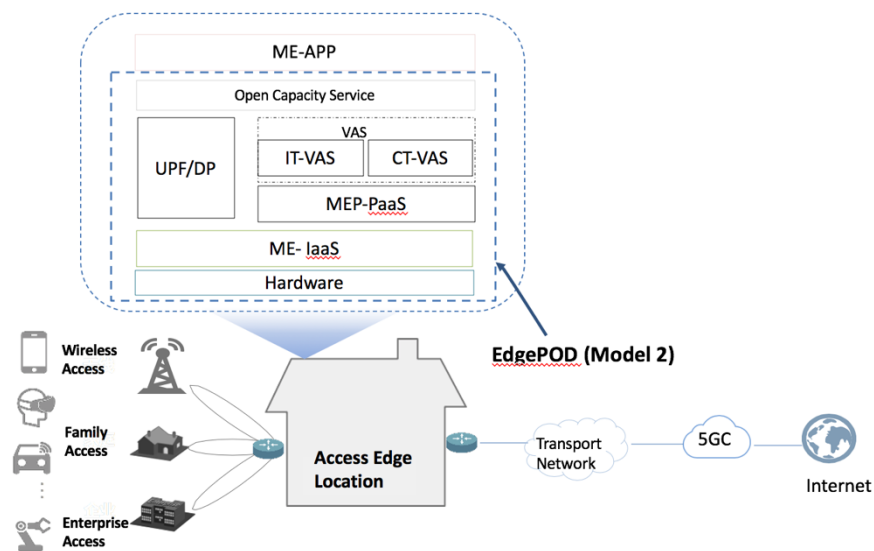 ME-APP
Open Capacity Service
UPF/DP
VAS
IT-VAS
CT-VAS
MEP-PaaS
ME- IaaS
Hardware
EdgePOD (Model 2)
Wireless
Access
Family
Access
Enterprise
Access
Access Edge
Location
Transport
Network
5GC
Internet